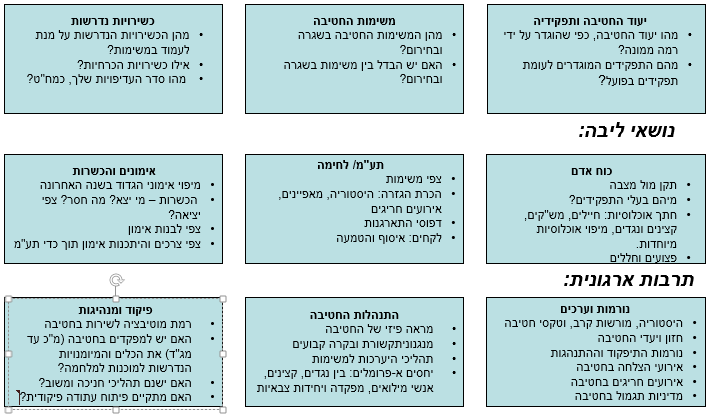 יעוד החטיבה ותפקידיה
מהו יעוד החטיבה, כפי שהוגדר על ידי
רמה ממונה?
מהם התפקידים המוגדרים לעומת
תפקידים בפועל?
משימות החטיבה
מהן המשימות החטיבה בשגרה
ובחירום?
האם יש הבדל בין משימות בשגרה
ובחירום?
כשירויות נדרשות
מהן הכשירויות הנדרשות על מנת
לעמוד במשימות?
אילו כשירויות הכרחיות?
מהו סדר העדיפויות שלך, כמח"ט?
נושאי ליבה:
כוח אדם
תקן מול מצבה
מיהם בעלי התפקידים?
חתך אוכלוסיות: חיילים, מש"קים,
קצינים ונגדים, מיפוי אוכלוסיות
מיוחדות.
פצועים וחללים
תע"מ/ לחימה
צפי משימות
הכרת הגזרה: היסטוריה, מאפיינים,
אירועים חריגים
דפוסי התארגנות
לקחים: איסוף והטמעה
אימונים והכשרות
מיפוי אימוני הגדוד בשנה האחרונה
הכשרות – מי יצא? מה חסר? צפי
יציאה?
צפי לבנות אימון
צפי צרכים והיתכנות אימון תוך כדי תע"מ
תרבות ארגונית:
נורמות וערכים
היסטוריה, מורשות קרב, וטקסי חטיבה
חזון ויעדי החטיבה
נורמות התיפקוד וההתנהגות
אירועי הצלחה בחטיבה
אירועים חריגים בחטיבה
מדיניות תגמול בחטיבה
התנהלות החטיבה
מראה פיזי של החטיבה
מנגנוניתקשורת ובקרה קבועים
תהליכי היערכות למשימות
יחסים א-פרומלים: בין נגדים, קצינים,
אנשי מילואים, מפקדה ויחידות צבאיות
פיקוד ומנהיגות
רמת מוטיבציה לשירות בחטיבה
האם יש למפקדים בחטיבה (מ"כ עד
מג"ד) את הכלים והמיומנויות
הנדרשות למוכנות למלחמה?
האם ישנם תהליכי חניכה ומשוב?
האם מתקיים פיתוח עתודה פיקודית?